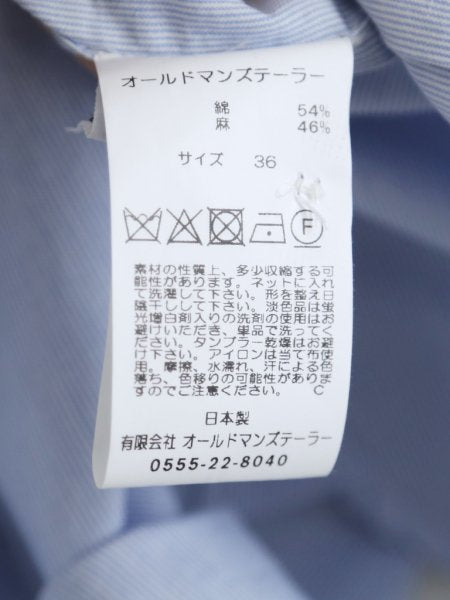 オールドマンズテーラー
綿 54%
麻 46%
サイズ 36
F
素材の性質上、多少収縮する可
能性があります。ネットに入れ
て洗濯して下さい。形を整え日
陰干しして下さい。淡色品は蛍
光増白剤入りの洗剤の使用はお
避けいただき、単品で洗ってく
ださい。タンブラー乾燥はお避
け下さい。アイロンは当て布使
用。摩擦、水濡れ、汗による色
落ち、色移りの可能性がありま
すのでご注意ください。 C
日本製
有限会社 オールドマンズテーラー
0555-22-8040